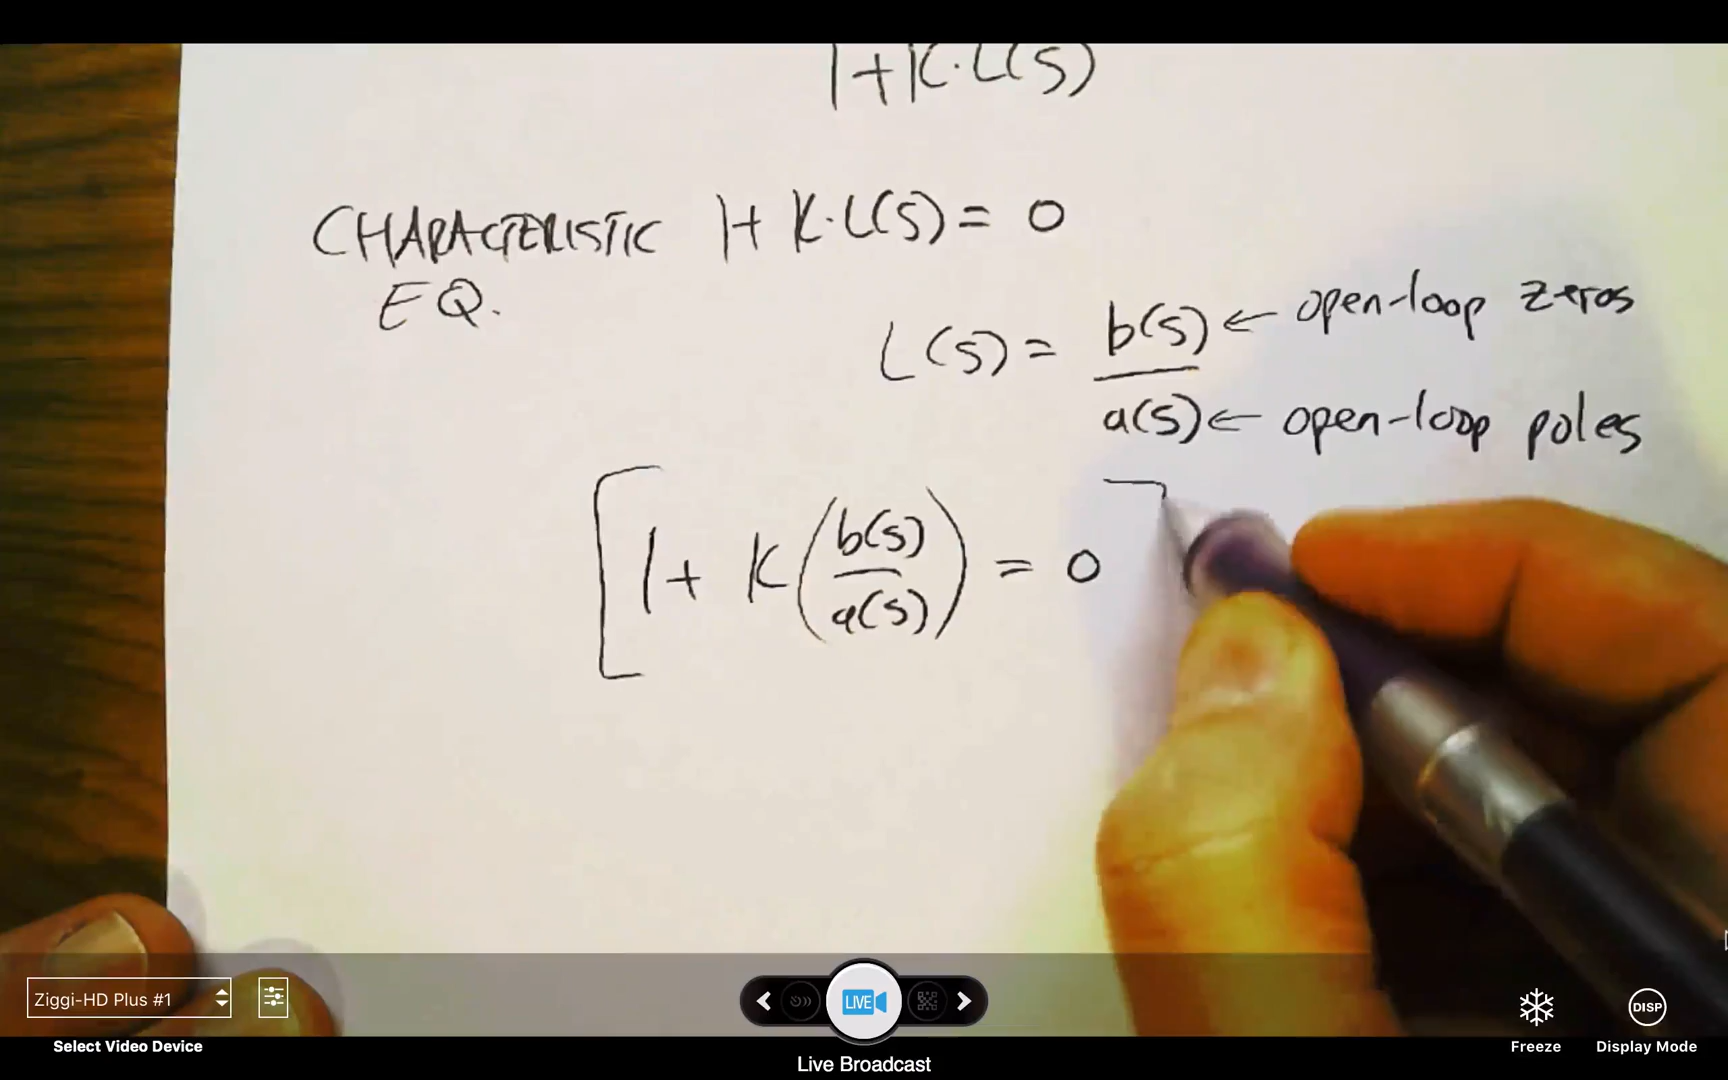 1+K·L(S)
CHARACTERISTIC 1+ K·L(S) = 0
EQ.
L(S) = b(S) ← open-loop zeros
a(S) ← open-loop poles
[1+ K(b(s)/a(s)) = 0]
Ziggi-HD Plus #1
Select Video Device
LIVE
Live Broadcast
Freeze
DISP
Display Mode